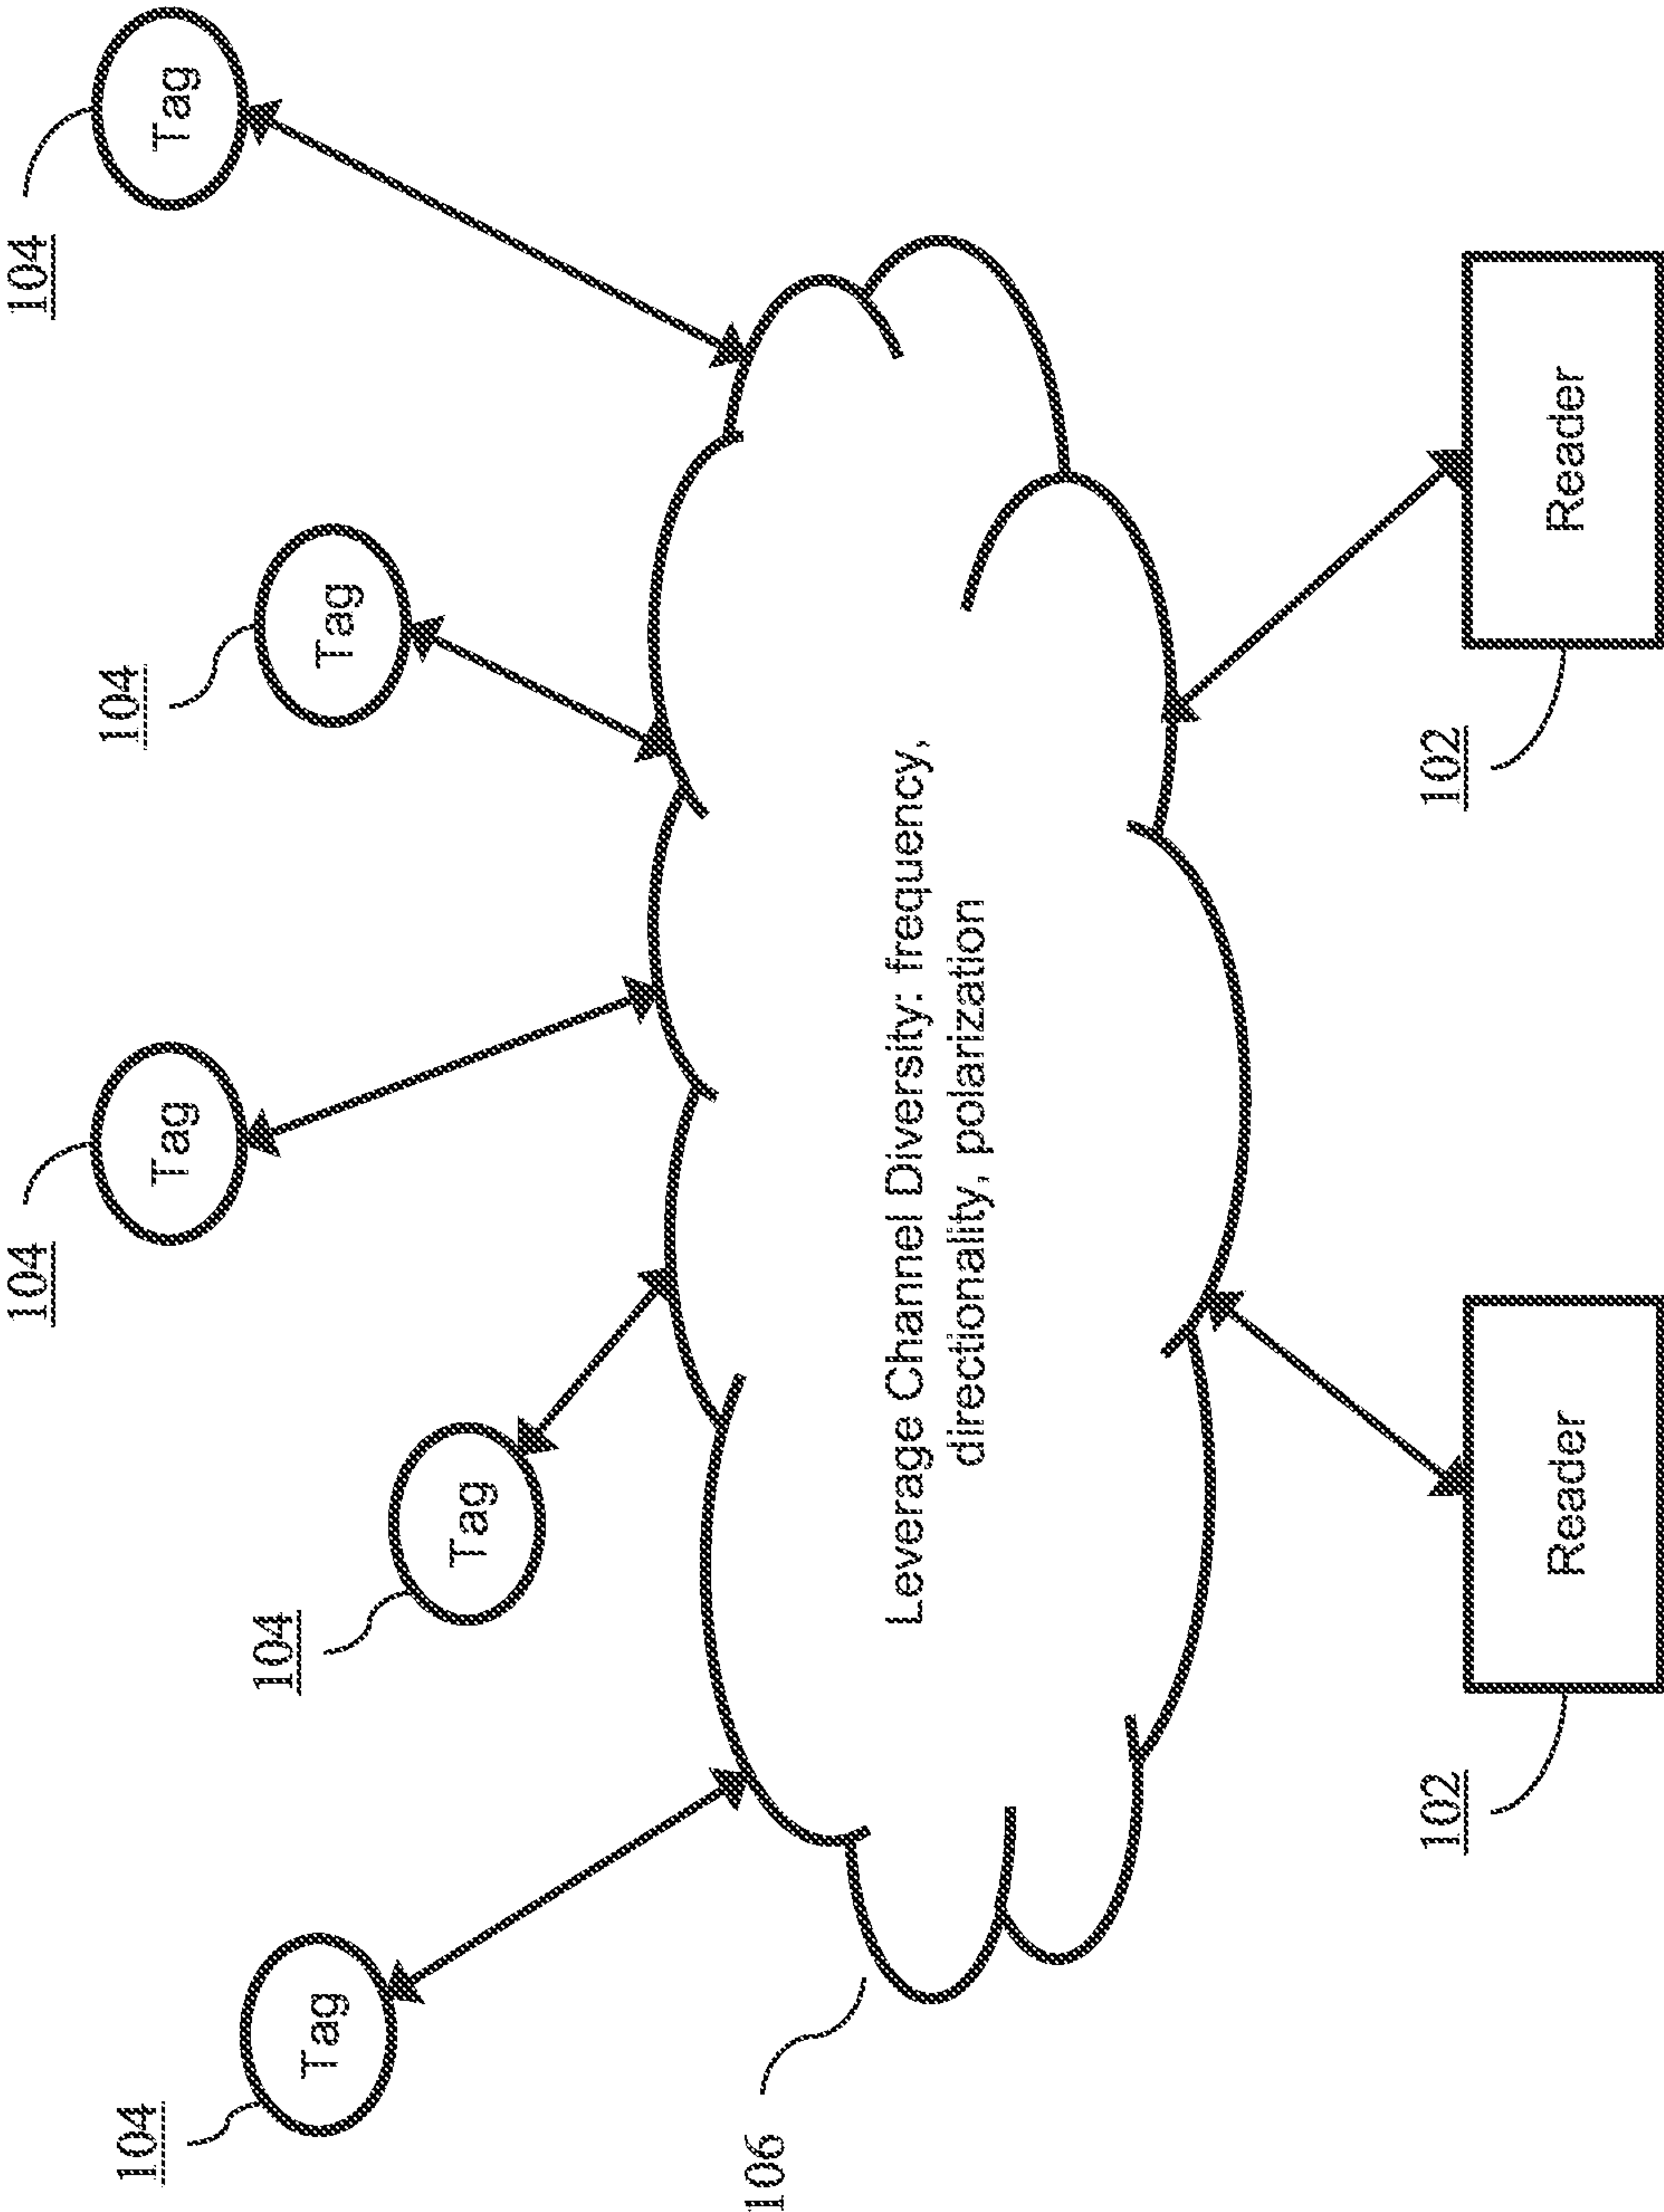 104
104
104
104
Tag
Tag
104
Tag
Tag
Tag
106
Leverage Channel Diversity: frequency,
directionality, polarization
102
102
Reader
Reader